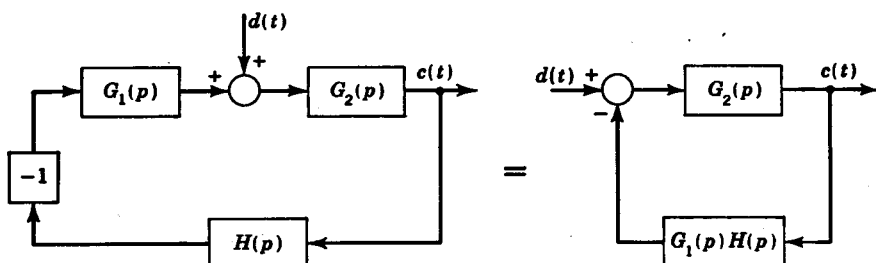 d(t)
G₁(p)
+
+
G₂(p)
c(t)
-1
H(p)
=
d(t)
+
−
G₂(p)
c(t)
G₁(p)H(p)